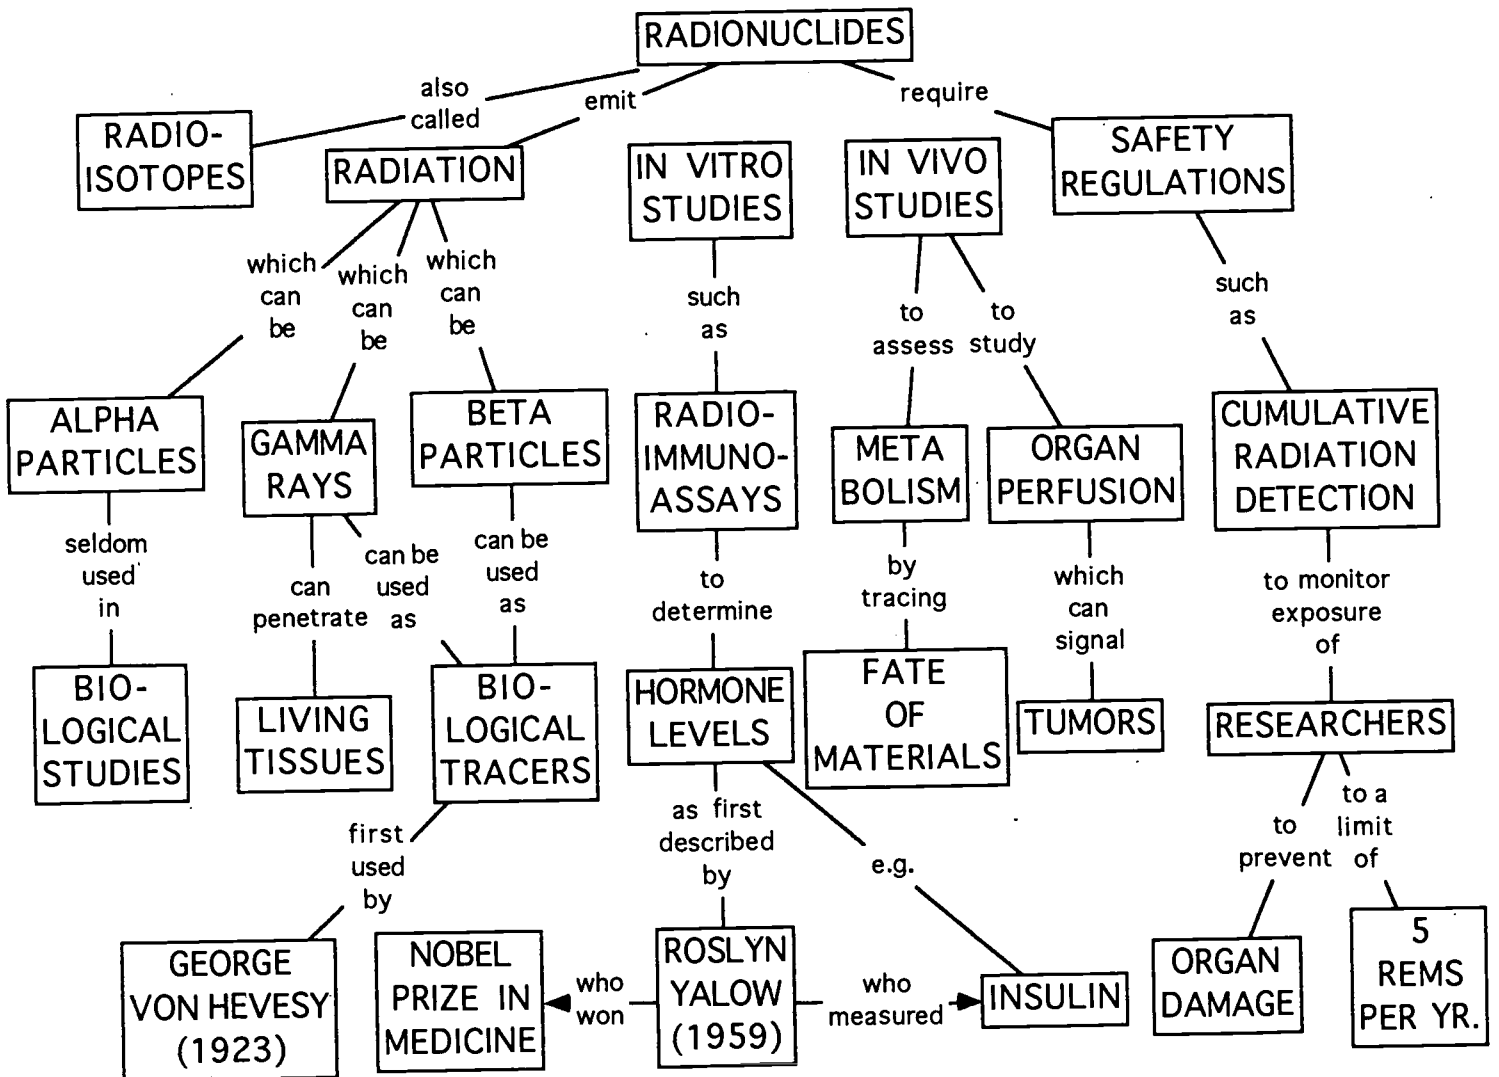 RADIONUCLIDES
also
called
emit
require
RADIO-
ISOTOPES
RADIATION
IN VITRO
STUDIES
IN VIVO
STUDIES
SAFETY
REGULATIONS
which
can
be
which
can
be
which
can
be
such
as
to
assess
to
study
such
as
ALPHA
PARTICLES
GAMMA
RAYS
BETA
PARTICLES
RADIO-
IMMUNO-
ASSAYS
META
BOLISM
ORGAN
PERFUSION
CUMULATIVE
RADIATION
DETECTION
seldom
used
in
can
penetrate
can be
used
as
can be
used
as
to
determine
by
tracing
which
can
signal
to monitor
exposure
of
BIO-
LOGICAL
STUDIES
LIVING
TISSUES
BIO-
LOGICAL
TRACERS
HORMONE
LEVELS
FATE
OF
MATERIALS
TUMORS
RESEARCHERS
first
used
by
as first
described
by
e.g.
to
prevent
to a
limit
of
GEORGE
VON HEVESY
(1923)
NOBEL
PRIZE IN
MEDICINE
who
won
ROSLYN
YALOW
(1959)
who
measured
INSULIN
ORGAN
DAMAGE
5
REMS
PER YR.